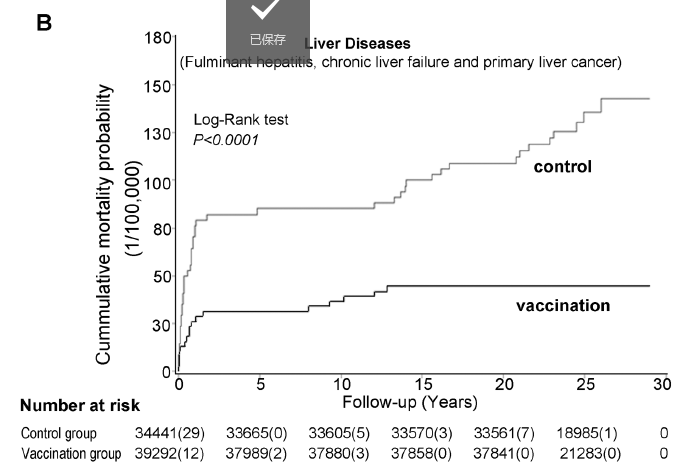 B
已保存
Liver Diseases
(Fulminant hepatitis, chronic liver failure and primary liver cancer)
Cummulative mortality probability
(1/100,000)
180
150
130
100
80
50
30
0
Log-Rank test
P<0.0001
control
vaccination
0 5 10 15 20 25 30
Follow-up (Years)
Number at risk
Control group 34441(29) 33665(0) 33605(5) 33570(3) 33561(7) 18985(1) 0
Vaccination group 39292(12) 37989(2) 37880(3) 37858(0) 37841(0) 21283(0) 0